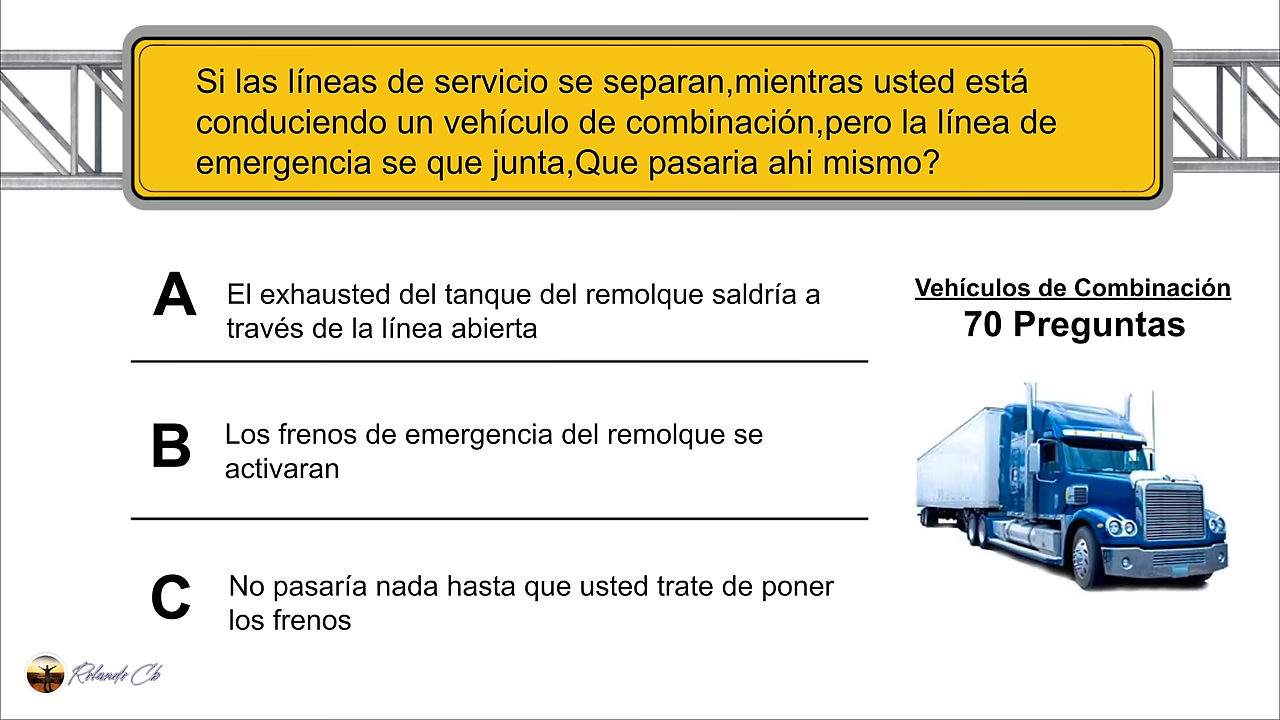 Si las líneas de servicio se separan,mientras usted está
conduciendo un vehículo de combinación,pero la línea de
emergencia se que junta,Que pasaria ahi mismo?
A
El exhausted del tanque del remolque saldría a
través de la línea abierta
B
Los frenos de emergencia del remolque se
activaran
C
No pasaría nada hasta que usted trate de poner
los frenos
Vehículos de Combinación
70 Preguntas
Rolando Cb